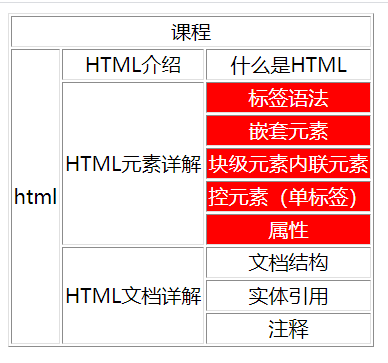 课程
HTML介绍 什么是HTML
标签语法
嵌套元素
html HTML元素详解 块级元素内联元素
控元素（单标签）
属性
文档结构
HTML文档详解 实体引用
注释